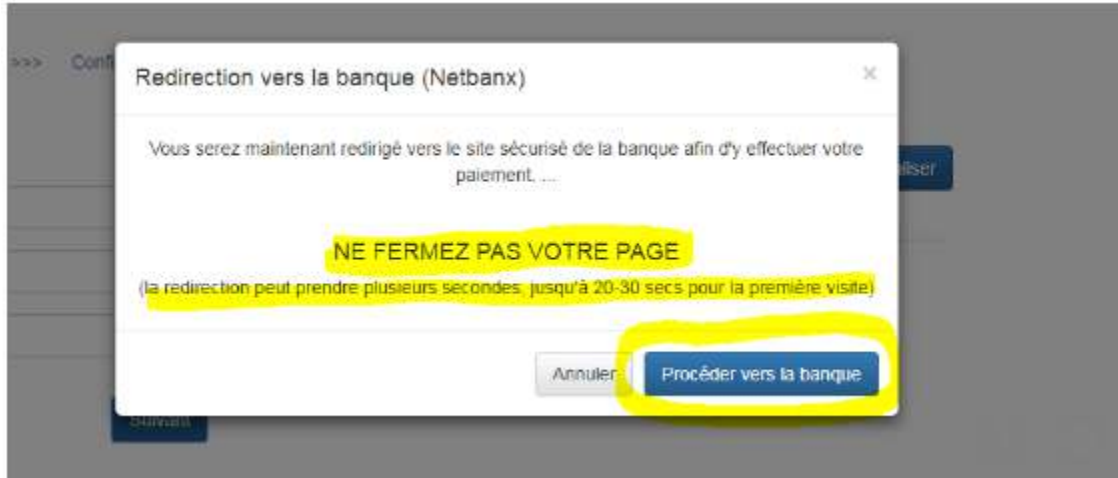 >>>
Redirection vers la banque (Netbanx)
×
Vous serez maintenant redirigé vers le site sécurisé de la banque afin d'y effectuer votre
paiement, ...
NE FERMEZ PAS VOTRE PAGE
(la redirection peut prendre plusieurs secondes, jusqu'à 20-30 secs pour la première visite)
Annuler
Procéder vers la banque
Suivant